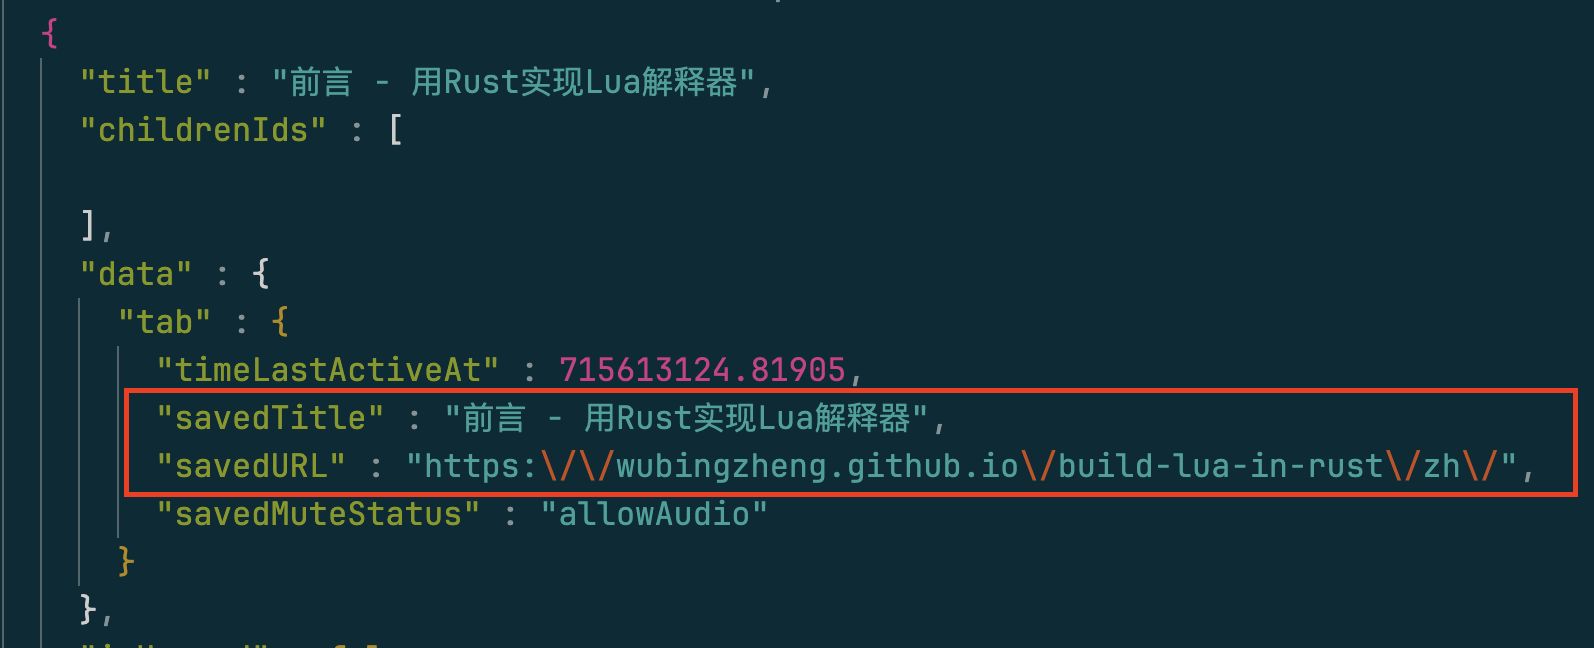 {
"title" : "前言 - 用Rust实现Lua解释器",
"childrenIds" : [
],
"data" : {
"tab" : {
"timeLastActiveAt" : 715613124.81905,
"savedTitle" : "前言 - 用Rust实现Lua解释器",
"savedURL" : "https:\/\/wubingzheng.github.io\/build-lua-in-rust\/zh\/",
"savedMuteStatus" : "allowAudio"
}
},